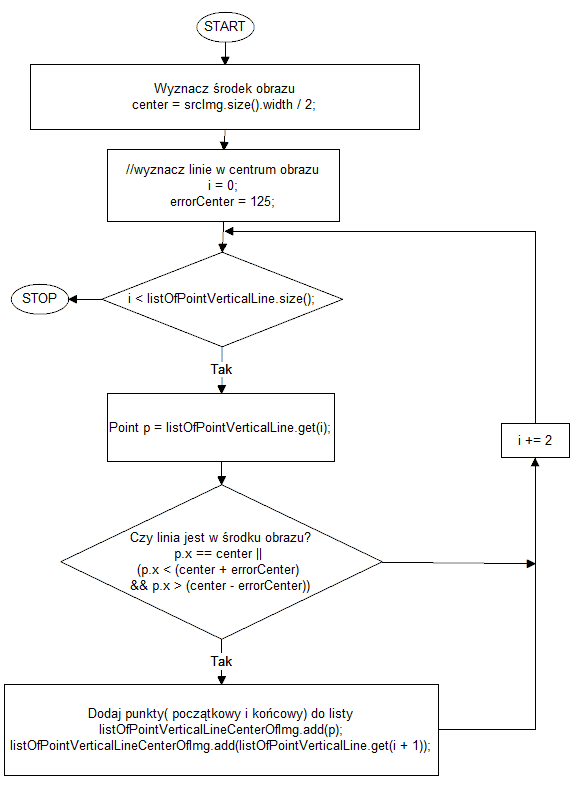 START
Wyznacz środek obrazu
center = srcImg.size().width / 2;
//wyznacz linie w centrum obrazu
i = 0;
errorCenter = 125;
i < listOfPointVerticalLine.size();
STOP
Tak
Point p = listOfPointVerticalLine.get(i);
i += 2
Czy linia jest w środku obrazu?
p.x == center ||
(p.x < (center + errorCenter)
&& p.x > (center - errorCenter))
Tak
Dodaj punkty( początkowy i końcowy) do listy
listOfPointVerticalLineCenterOfImg.add(p);
listOfPointVerticalLineCenterOfImg.add(listOfPointVerticalLine.get(i + 1));